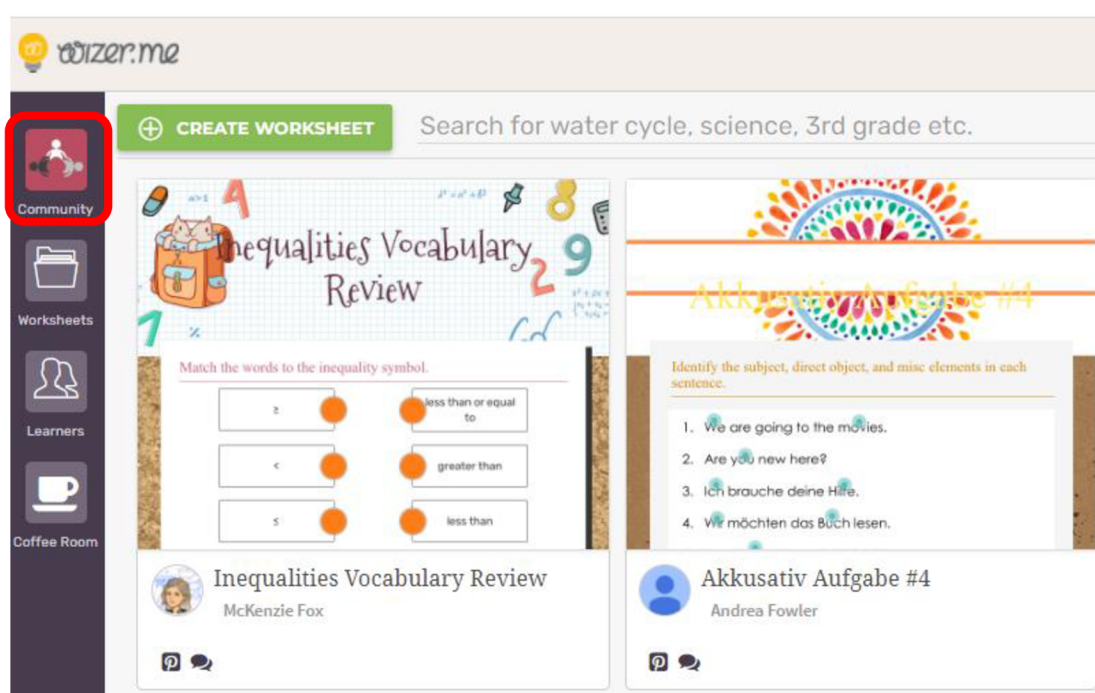 wizer.me
CREATE WORKSHEET
Search for water cycle, science, 3rd grade etc.
Community
Worksheets
Learners
Coffee Room
Inequalities Vocabulary
Review
Match the words to the inequality symbol.
≥
less than or equal
to
<
greater than
≤
less than
Inequalities Vocabulary Review
McKenzie Fox
Akkusativ Aufgabe #4
Identify the subject, direct object, and misc elements in each
sentence.
1. We are going to the movies.
2. Are you new here?
3. Ich brauche deine Hilfe.
4. Wir möchten das Buch lesen.
Akkusativ Aufgabe #4
Andrea Fowler